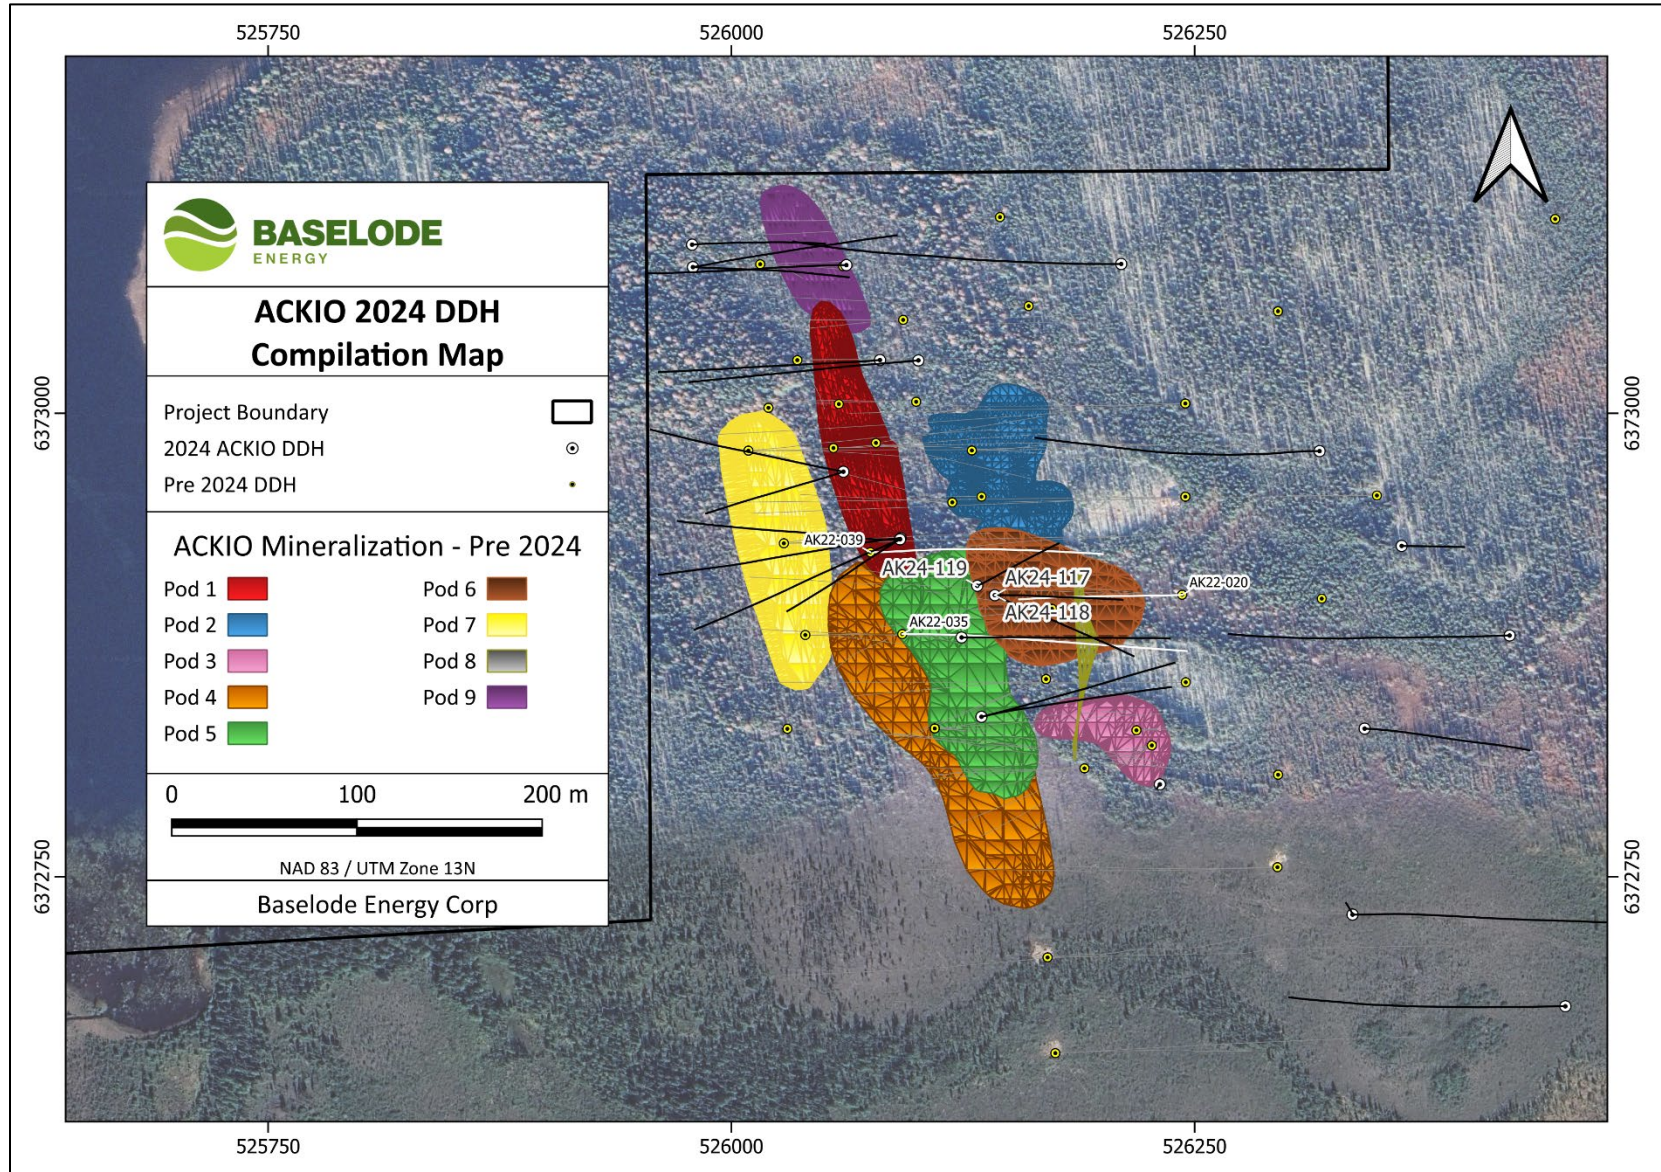 525750 526000 526250
BASELODE
ENERGY
ACKIO 2024 DDH
Compilation Map
Project Boundary
2024 ACKIO DDH
Pre 2024 DDH
ACKIO Mineralization - Pre 2024
Pod 1 Pod 6
Pod 2 Pod 7
Pod 3 Pod 8
Pod 4 Pod 9
Pod 5
0 100 200 m
NAD 83 / UTM Zone 13N
Baselode Energy Corp
6373000 6373000
AK22-039
AK24-119 AK24-117
AK22-020
AK24-118
AK22-035
6372750 6372750
525750 526000 526250